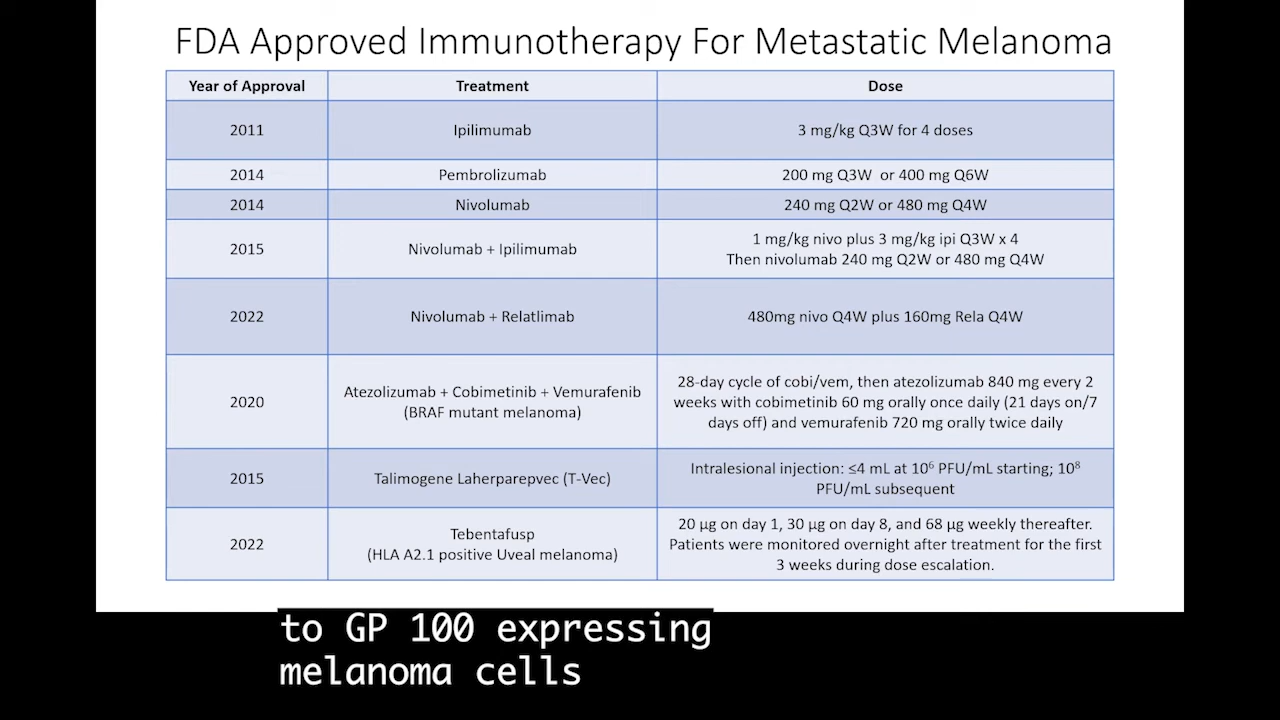 FDA Approved Immunotherapy For Metastatic Melanoma
Year of Approval Treatment Dose
2011 Ipilimumab 3 mg/kg Q3W for 4 doses
2014 Pembrolizumab 200 mg Q3W or 400 mg Q6W
2014 Nivolumab 240 mg Q2W or 480 mg Q4W
2015 Nivolumab + Ipilimumab 1 mg/kg nivo plus 3 mg/kg ipi Q3W x 4
Then nivolumab 240 mg Q2W or 480 mg Q4W
2022 Nivolumab + Relatlimab 480mg nivo Q4W plus 160mg Rela Q4W
2020 Atezolizumab + Cobimetinib + Vemurafenib
(BRAF mutant melanoma)
28-day cycle of cobi/vem, then atezolizumab 840 mg every 2
weeks with cobimetinib 60 mg orally once daily (21 days on/7
days off) and vemurafenib 720 mg orally twice daily
2015 Talimogene Laherparepvec (T-Vec)
Intralesional injection: ≤4 mL at 10⁶ PFU/mL starting; 10⁸
PFU/mL subsequent
2022 Tebentafusp
(HLA A2.1 positive Uveal melanoma)
20 µg on day 1, 30 µg on day 8, and 68 µg weekly thereafter.
Patients were monitored overnight after treatment for the first
3 weeks during dose escalation.
to GP 100 expressing
melanoma cells